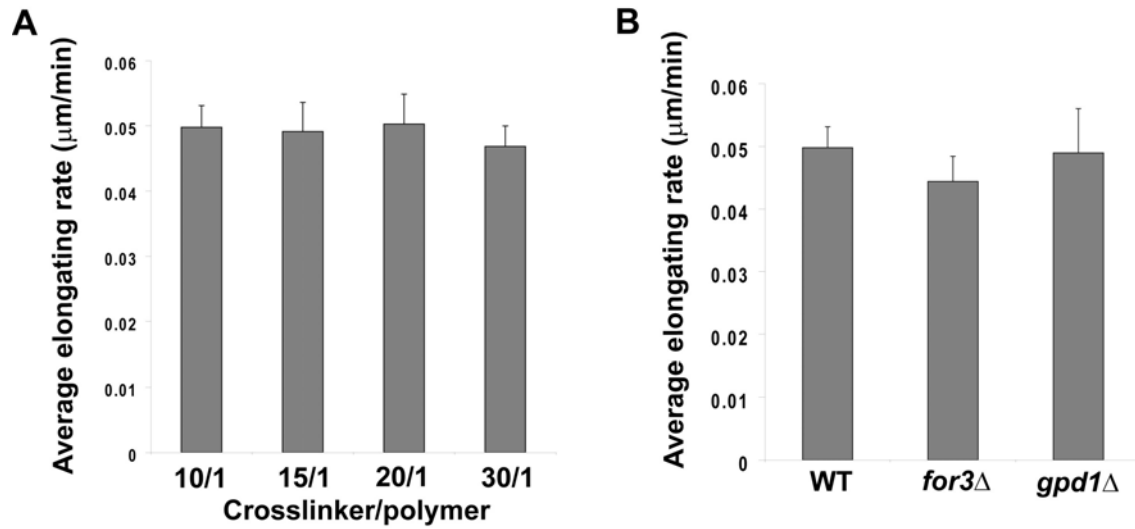 A
Average elongating rate (μm/min)
0.06
0.05
0.04
0.03
0.02
0.01
0
10/1 15/1 20/1 30/1
Crosslinker/polymer
B
Average elongating rate (μm/min)
0.06
0.05
0.04
0.03
0.02
0.01
0
WT for3Δ gpd1Δ